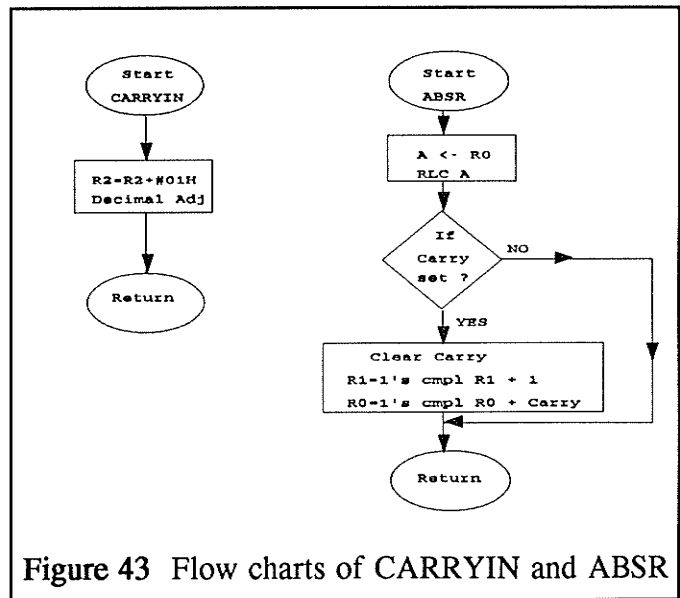 Start
CARRYIN
R2=R2+#01H
Decimal Adj
Return
Start
ABSR
A <- R0
RLC A
If
Carry
set ?
NO
YES
Clear Carry
R1=1's cmpl R1 + 1
R0=1's cmpl R0 + Carry
Return
Figure 43 Flow charts of CARRYIN and ABSR